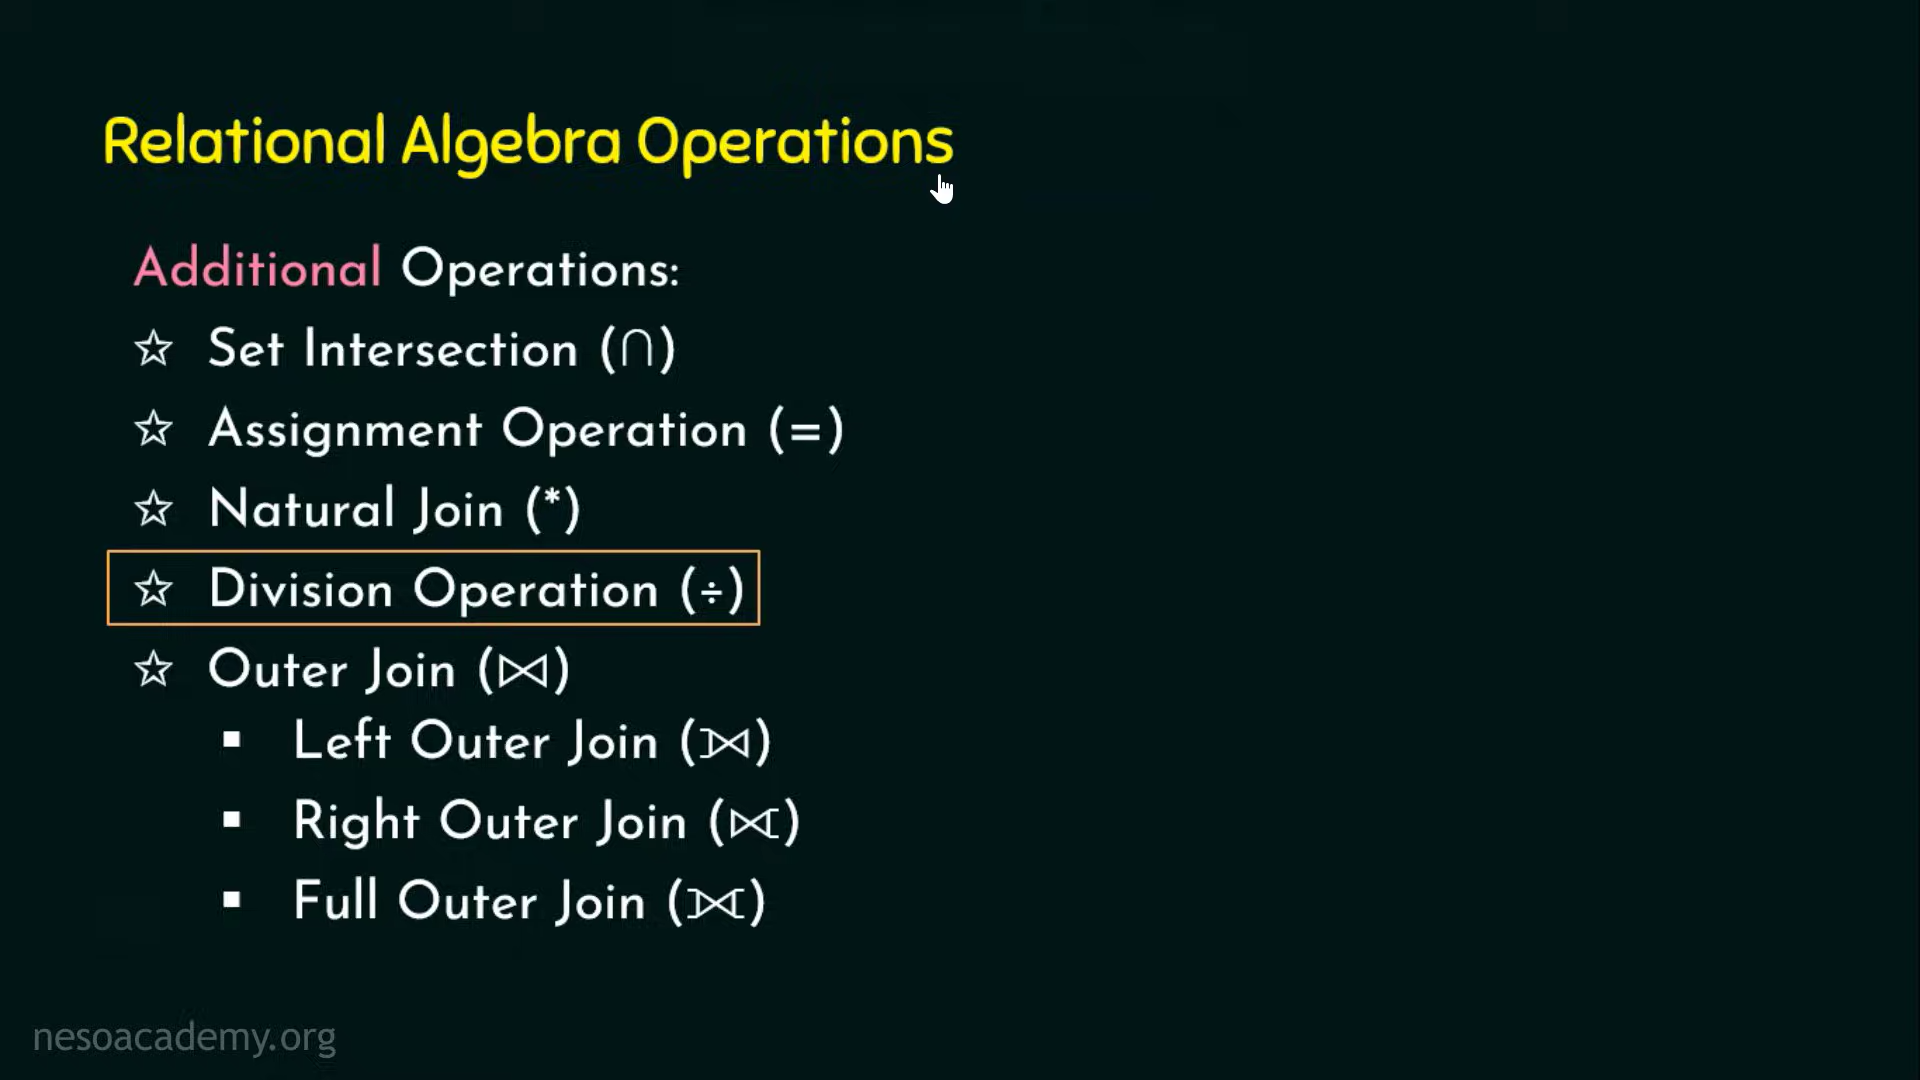 Relational Algebra Operations
Additional Operations:
☆ Set Intersection (∩)
☆ Assignment Operation (=)
☆ Natural Join (*)
☆ Division Operation (÷)
☆ Outer Join (⋈)
▪ Left Outer Join (⟕)
▪ Right Outer Join (⟖)
▪ Full Outer Join (⟗)
nesoacademy.org